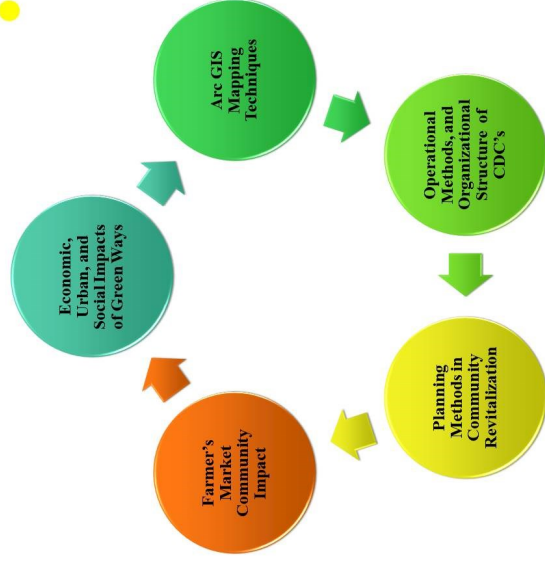 Economic,
Urban, and
Social Impacts
of Green Ways
Arc GIS
Mapping
Techniques
Operational
Methods, and
Organizational
Structure of
CDC's
Planning
Methods in
Community
Revitalization
Farmer's
Market
Community
Impact